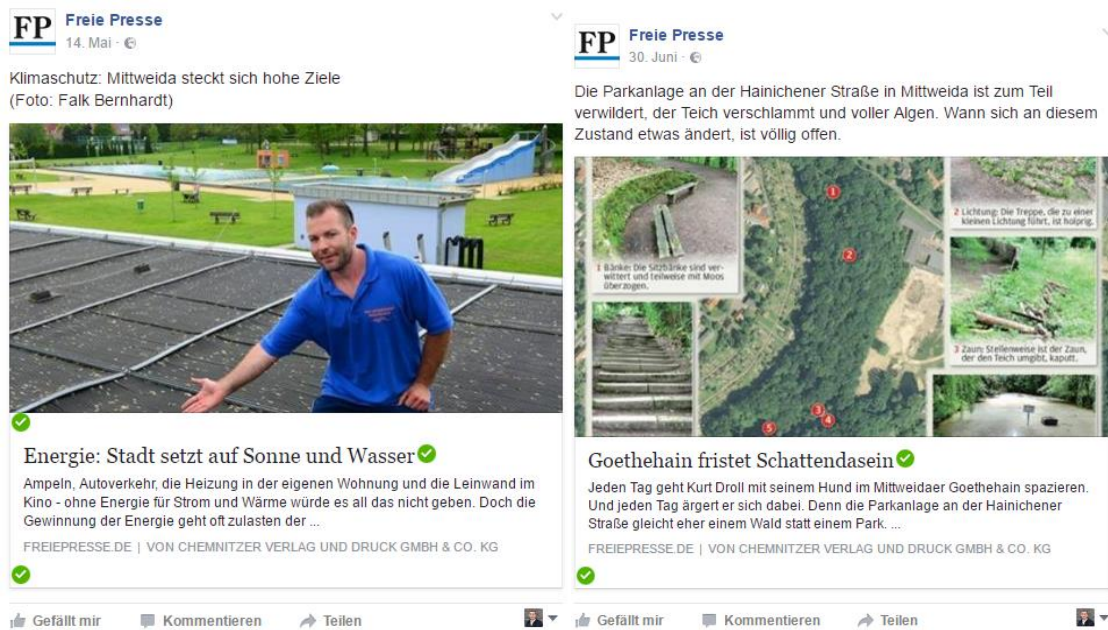 FP
Freie Presse
14. Mai ·
Klimaschutz: Mittweida steckt sich hohe Ziele
(Foto: Falk Bernhardt)
Energie: Stadt setzt auf Sonne und Wasser
Ampeln, Autoverkehr, die Heizung in der eigenen Wohnung und die Leinwand im
Kino - ohne Energie für Strom und Wärme würde es all das nicht geben. Doch die
Gewinnung der Energie geht oft zulasten der ...
FREIEPRESSE.DE | VON CHEMNITZER VERLAG UND DRUCK GMBH & CO. KG
Gefällt mir Kommentieren Teilen
FP
Freie Presse
30. Juni ·
Die Parkanlage an der Hainichener Straße in Mittweida ist zum Teil
verwildert, der Teich verschlammt und voller Algen. Wann sich an diesem
Zustand etwas ändert, ist völlig offen.
1
2
3
4
5
1 Bänke: Die Sitzbänke sind ver-
wittert und teilweise mit Moos
überzogen.
2 Lichtung: Die Treppe, die zu einer
kleinen Lichtung führt, ist holprig.
3 Zaun: Stellenweise ist der Zaun,
der den Teich umgibt, kaputt.
Goethehain fristet Schattendasein
Jeden Tag geht Kurt Droll mit seinem Hund im Mittweidaer Goethehain spazieren.
Und jeden Tag ärgert er sich dabei. Denn die Parkanlage an der Hainichener
Straße gleicht eher einem Wald statt einem Park. ...
FREIEPRESSE.DE | VON CHEMNITZER VERLAG UND DRUCK GMBH & CO. KG
Gefällt mir Kommentieren Teilen